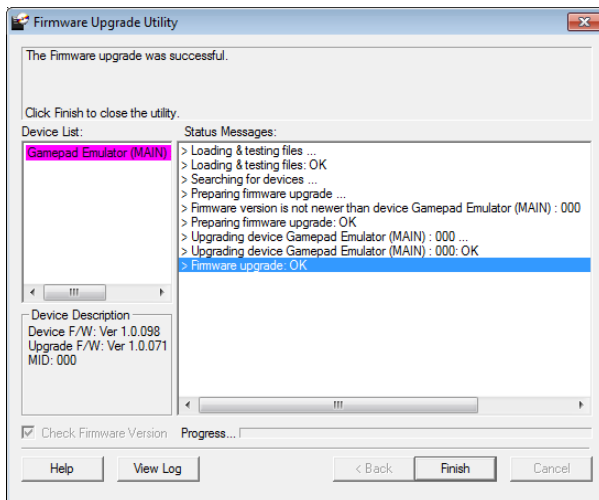 Firmware Upgrade Utility
The Firmware upgrade was successful.
Click Finish to close the utility.
Device List:
Status Messages:
Gamepad Emulator (MAIN)
> Loading & testing files ...
> Loading & testing files: OK
> Searching for devices ...
> Preparing firmware upgrade ...
> Firmware version is not newer than device Gamepad Emulator (MAIN) : 000
> Preparing firmware upgrade: OK
> Upgrading device Gamepad Emulator (MAIN) : 000 ...
> Upgrading device Gamepad Emulator (MAIN) : 000: OK
> Firmware upgrade: OK
Device Description
Device F/W: Ver 1.0.098
Upgrade F/W: Ver 1.0.071
MID: 000
Check Firmware Version
Progress...
Help
View Log
< Back
Finish
Cancel